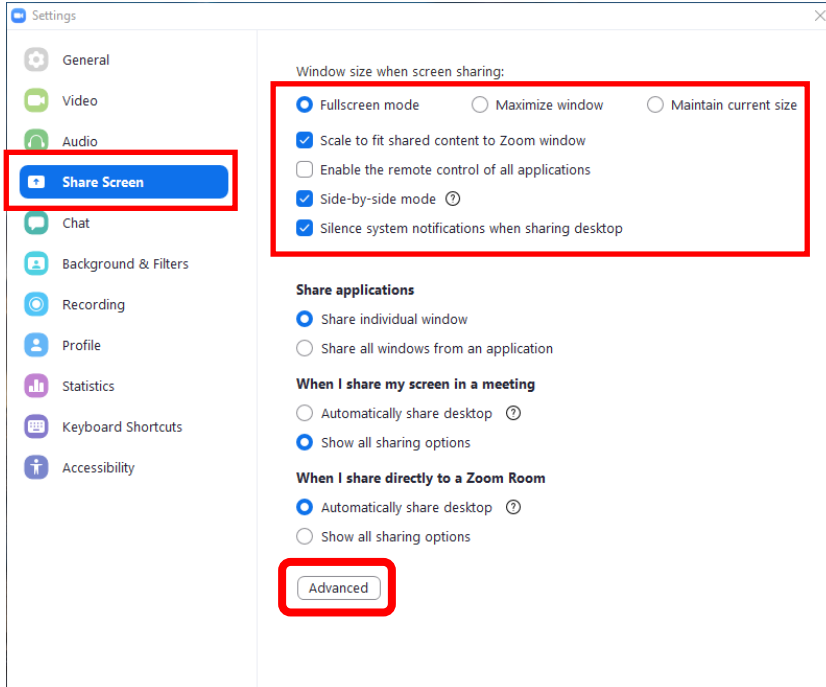 Settings
General
Video
Audio
Share Screen
Chat
Background & Filters
Recording
Profile
Statistics
Keyboard Shortcuts
Accessibility
Window size when screen sharing:
Fullscreen mode Maximize window Maintain current size
Scale to fit shared content to Zoom window
Enable the remote control of all applications
Side-by-side mode ?
Silence system notifications when sharing desktop
Share applications
Share individual window
Share all windows from an application
When I share my screen in a meeting
Automatically share desktop ?
Show all sharing options
When I share directly to a Zoom Room
Automatically share desktop ?
Show all sharing options
Advanced